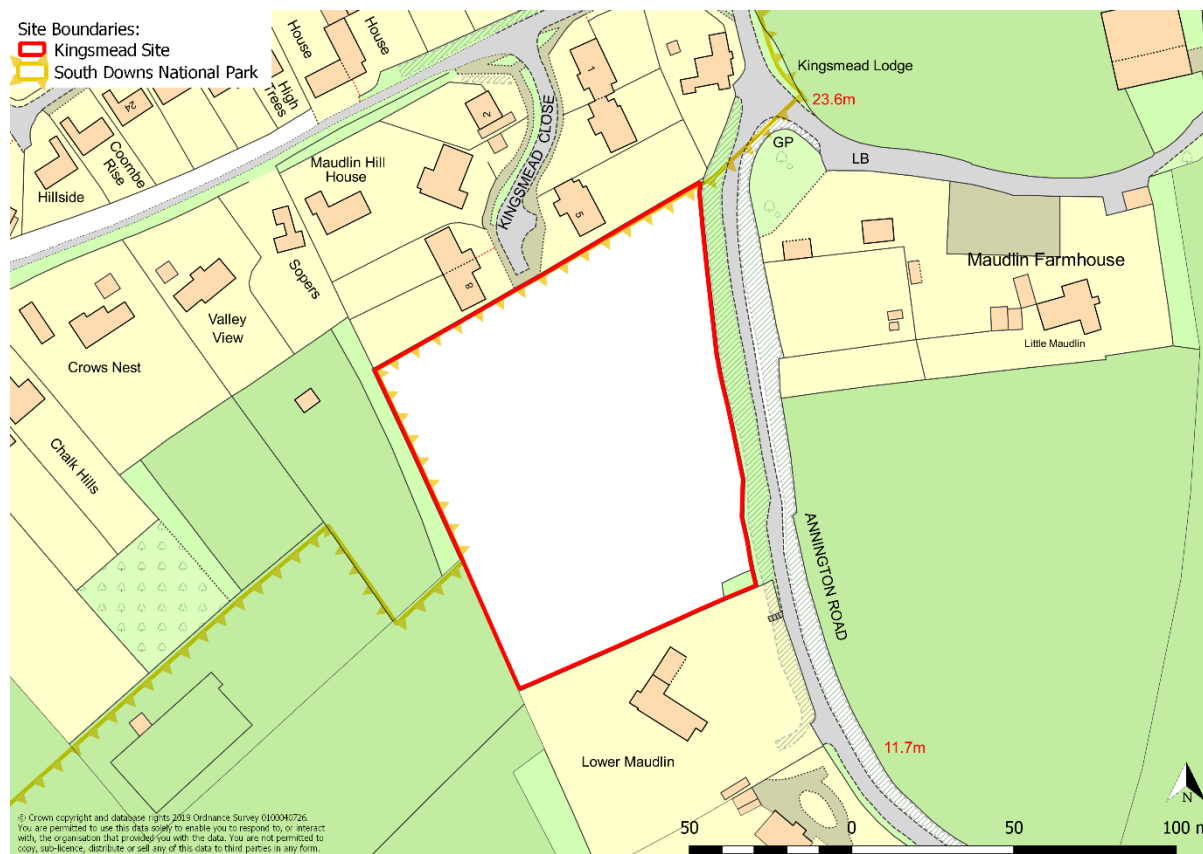 Site Boundaries:
Kingsmead Site
South Downs National Park
House
House
High
Trees
24
Coombe
Rise
Hillside
Maudlin Hill
House
2
1
KINGSMEAD CLOSE
5
8
Sopers
Valley
View
Crows Nest
Chalk Hills
Kingsmead Lodge
23.6m
GP
LB
Maudlin Farmhouse
Little Maudlin
ANNINGTON ROAD
11.7m
Lower Maudlin
N
50 0 50 100 m
© Crown copyright and database rights 2019 Ordnance Survey 0100040726.
You are permitted to use this data solely to enable you to respond to, or interact
with, the organisation that provided you with the data. You are not permitted to
copy, sub-licence, distribute or sell any of this data to third parties in any form.